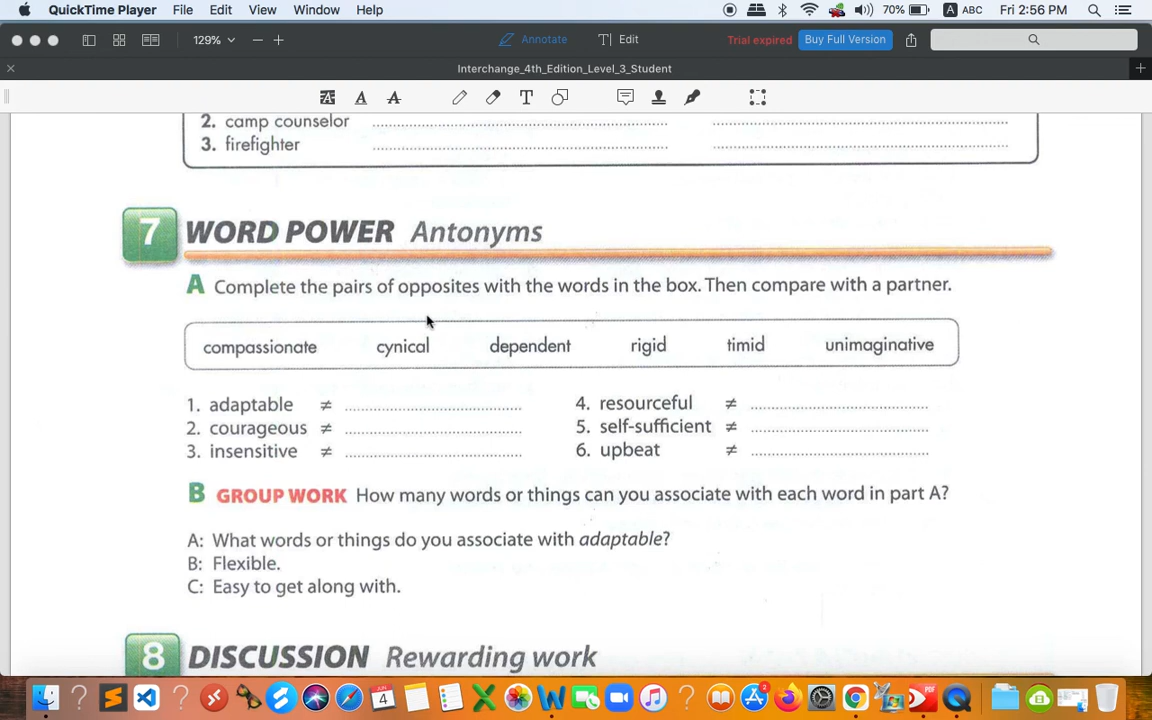 QuickTime Player File Edit View Window Help 70% A ABC Fri 2:56 PM
129% Annotate Edit Trial expired Buy Full Version
Interchange_4th_Edition_Level_3_Student
2. camp counselor
3. firefighter
7 WORD POWER Antonyms
A Complete the pairs of opposites with the words in the box. Then compare with a partner.
compassionate cynical dependent rigid timid unimaginative
1. adaptable ≠
2. courageous ≠
3. insensitive ≠
4. resourceful ≠
5. self-sufficient ≠
6. upbeat ≠
B GROUP WORK How many words or things can you associate with each word in part A?
A: What words or things do you associate with adaptable?
B: Flexible.
C: Easy to get along with.
8 DISCUSSION Rewarding work